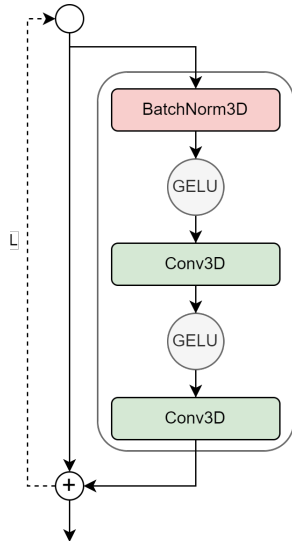 BatchNorm3D
GELU
L
Conv3D
GELU
Conv3D
+